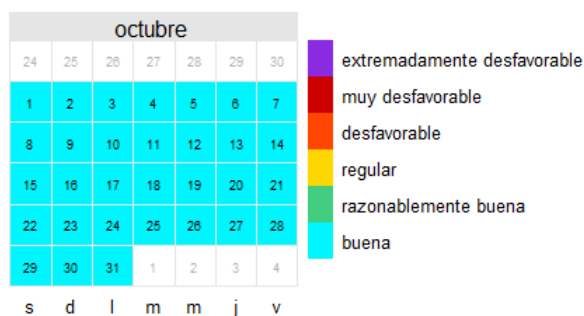 octubre
24 25 26 27 28 29 30
1 2 3 4 5 6 7
8 9 10 11 12 13 14
15 16 17 18 19 20 21
22 23 24 25 26 27 28
29 30 31 1 2 3 4
s d l m m j v
extremadamente desfavorable
muy desfavorable
desfavorable
regular
razonablemente buena
buena